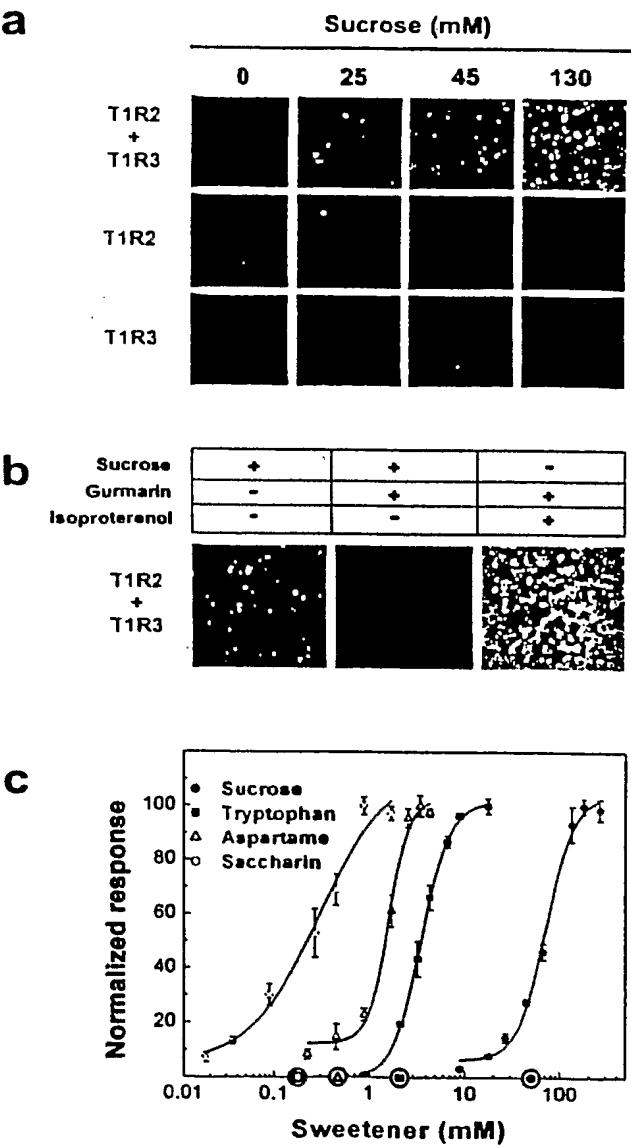 a
Sucrose (mM)
0 25 45 130
T1R2
+
T1R3
T1R2
T1R3
b
Sucrose + + -
Gurmarin - + +
Isoproterenol - - +
T1R2
+
T1R3
c
Sucrose
Tryptophan
Aspartame
Saccharin
Normalized response
100
80
60
40
20
0.01 0.1 1 10 100
Sweetener (mM)